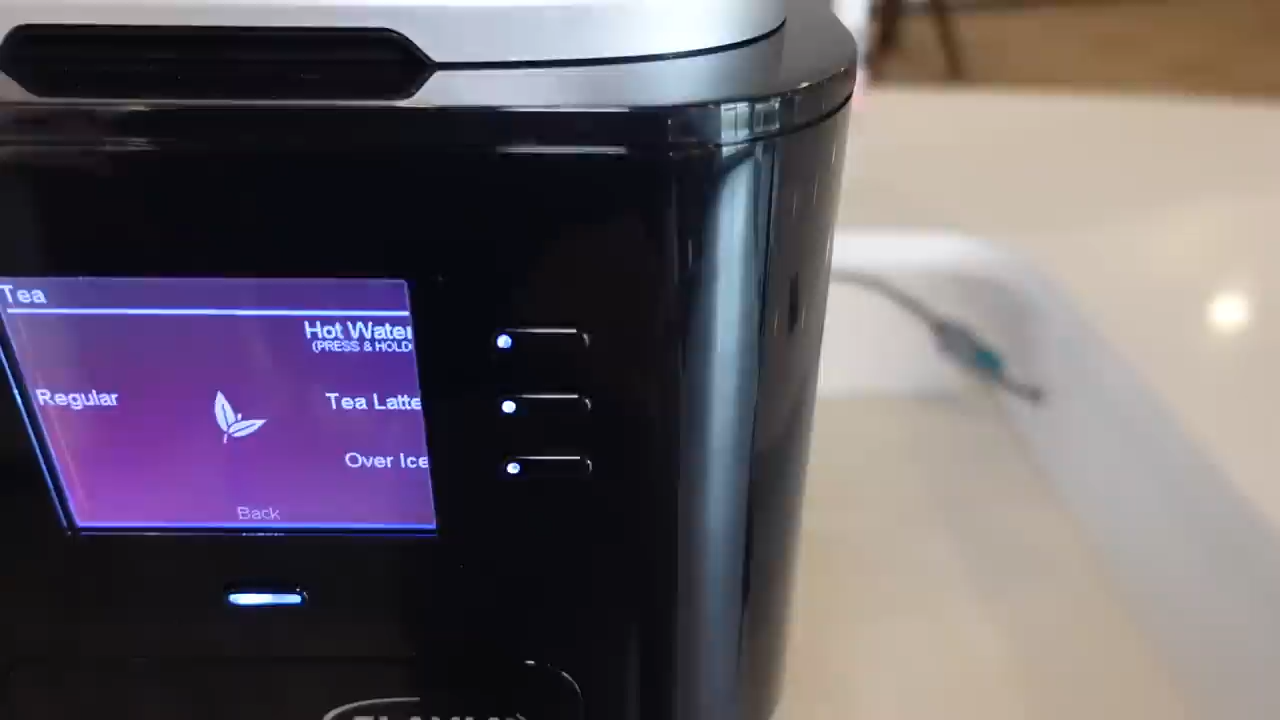 Tea
Hot Water
(PRESS & HOLD
Regular
Tea Latte
Over Ice
Back